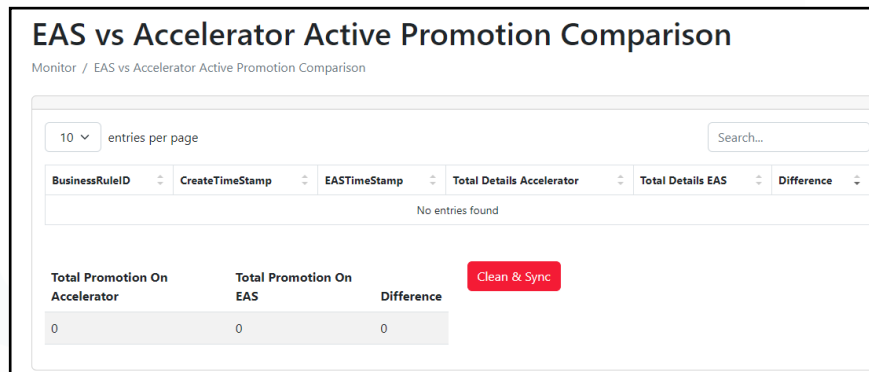 EAS vs Accelerator Active Promotion Comparison
Monitor / EAS vs Accelerator Active Promotion Comparison
10 entries per page Search...
BusinessRuleID CreateTimeStamp EASTimeStamp Total Details Accelerator Total Details EAS Difference
No entries found
Total Promotion On Total Promotion On Clean & Sync
Accelerator EAS Difference
0 0 0